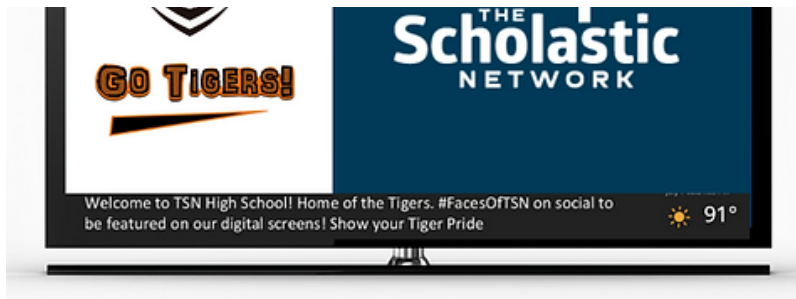 GO TIGERS!
THE
Scholastic
NETWORK
Welcome to TSN High School! Home of the Tigers. #FacesOfTSN on social to
be featured on our digital screens! Show your Tiger Pride
91°